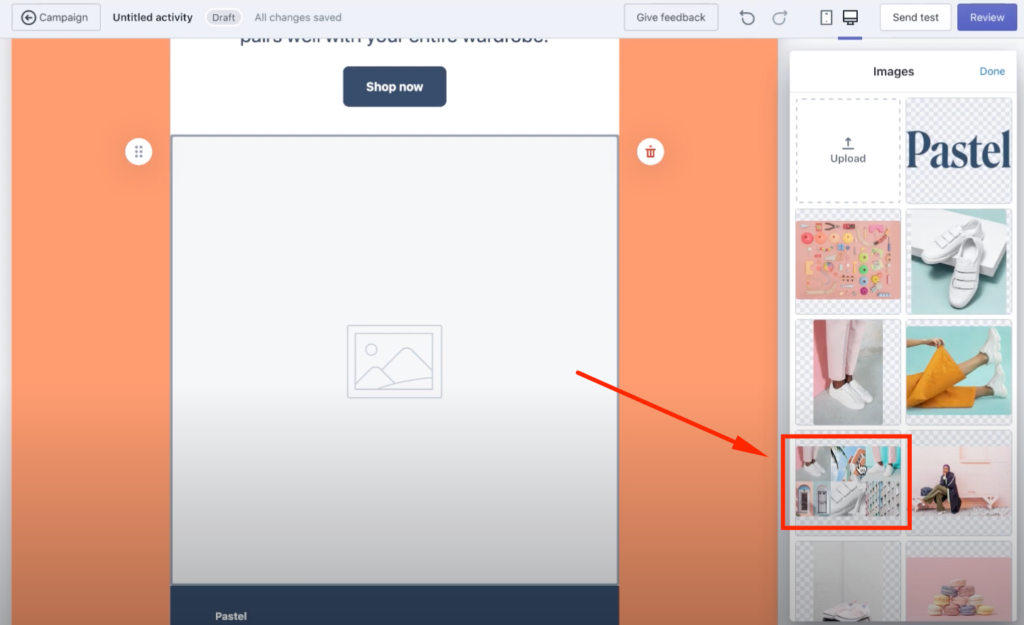 Campaign
Untitled activity
Draft
All changes saved
Give feedback
Send test
Review
pairs well with your entire wardrobe!
Shop now
Images
Done
Upload
Pastel
Pastel